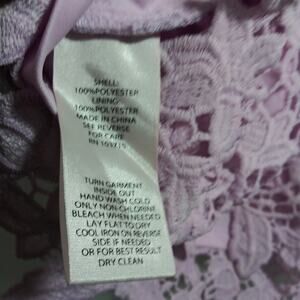 SHELL:
100%POLYESTER
LINING:
100%POLYESTER
MADE IN CHINA
SEE REVERSE
FOR CARE
RN 103715
TURN GARMENT
INSIDE OUT
HAND WASH COLD
ONLY NON-CHLORINE
BLEACH WHEN NEEDED
LAY FLAT TO DRY
COOL IRON ON REVERSE
SIDE IF NEEDED
OR FOR BEST RESULT
DRY CLEAN